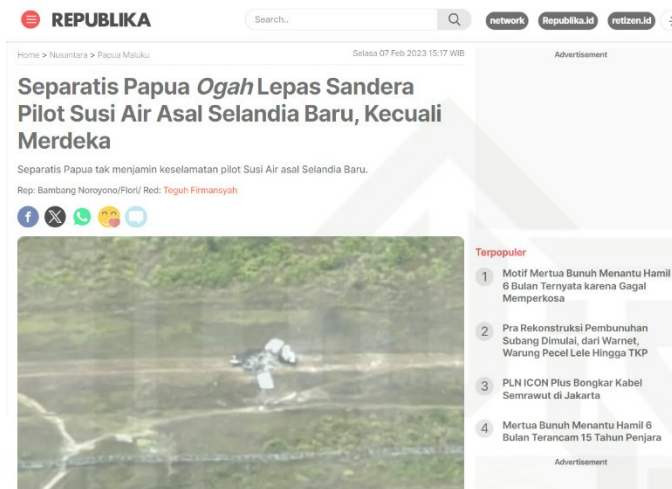 REPUBLIKA
Search..
network
Republika.id
retizen.id
Home > Nusantara > Papua Maluku
Selasa 07 Feb 2023 15:17 WIB
Separatis Papua Ogah Lepas Sandera
Pilot Susi Air Asal Selandia Baru, Kecuali
Merdeka
Separatis Papua tak menjamin keselamatan pilot Susi Air asal Selandia Baru.
Rep: Bambang Noroyono/Flori/ Red: Teguh Firmansyah
Advertisement
Terpopuler
1
Motif Mertua Bunuh Menantu Hamil
6 Bulan Ternyata karena Gagal
Memperkosa
2
Pra Rekonstruksi Pembunuhan
Subang Dimulai, dari Warnet,
Warung Pecel Lele Hingga TKP
3
PLN ICON Plus Bongkar Kabel
Semrawut di Jakarta
4
Mertua Bunuh Menantu Hamil 6
Bulan Terancam 15 Tahun Penjara
Advertisement